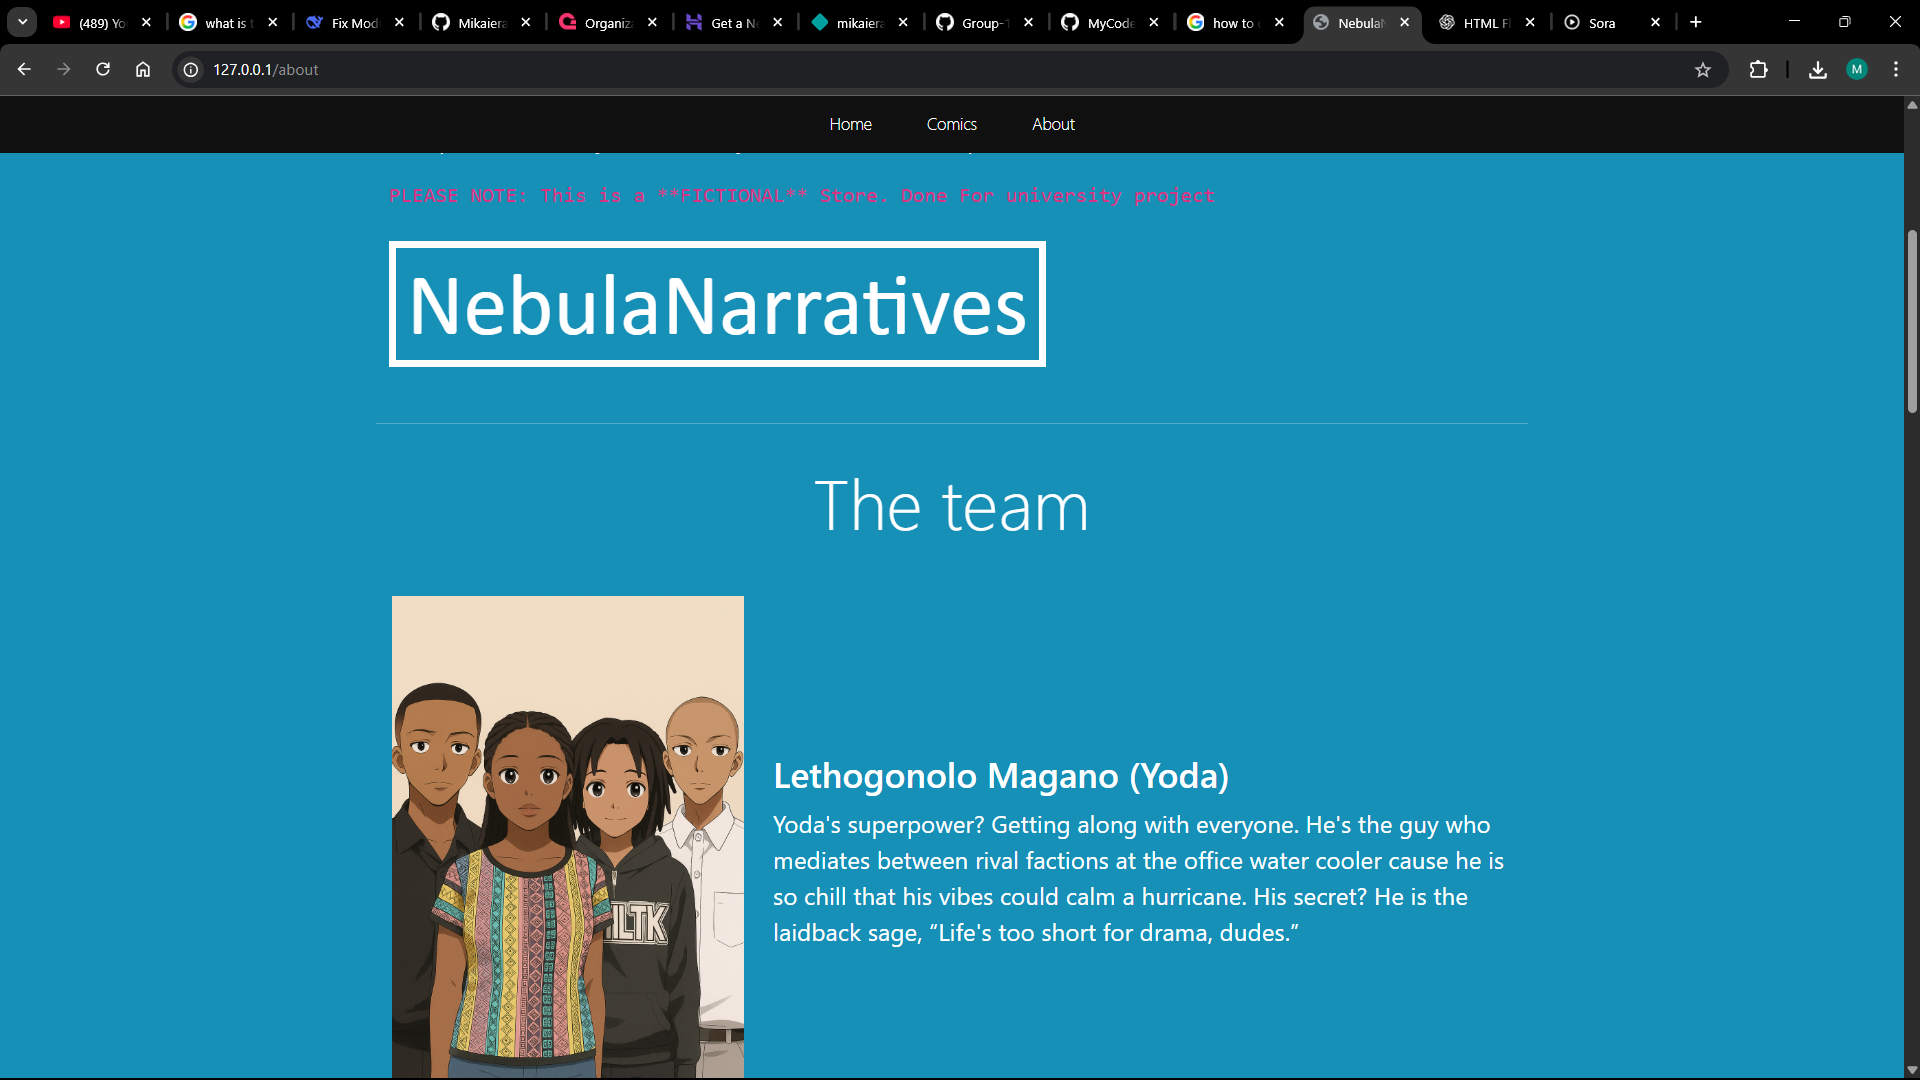 (489) Yo
what is t
Fix Mod
Mikaiera
Organiza
Get a Ne
mikaiera
Group-1
MyCode
how to c
Nebula
HTML Fl
Sora
127.0.0.1/about
M
Home Comics About
PLEASE NOTE: This is a **FICTIONAL** Store. Done for university project
NebulaNarratives
The team
Lethogonolo Magano (Yoda)
Yoda's superpower? Getting along with everyone. He's the guy who
mediates between rival factions at the office water cooler cause he is
so chill that his vibes could calm a hurricane. His secret? He is the
laidback sage, “Life's too short for drama, dudes.”